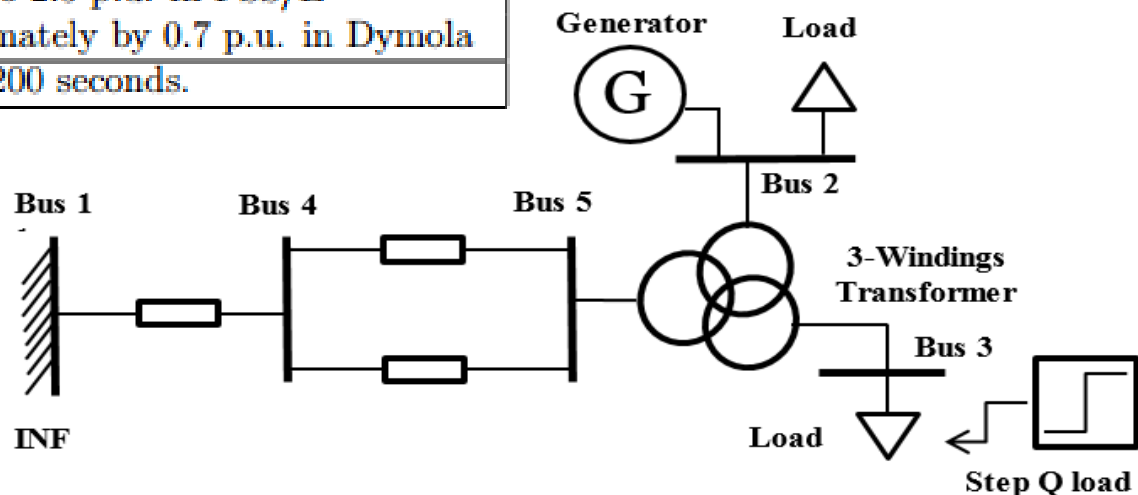 nately by 0.7 p.u. in Dymola
200 seconds.
Generator
Load
G
Bus 2
Bus 1
Bus 4
Bus 5
3-Windings
Transformer
Bus 3
INF
Load
Step Q load